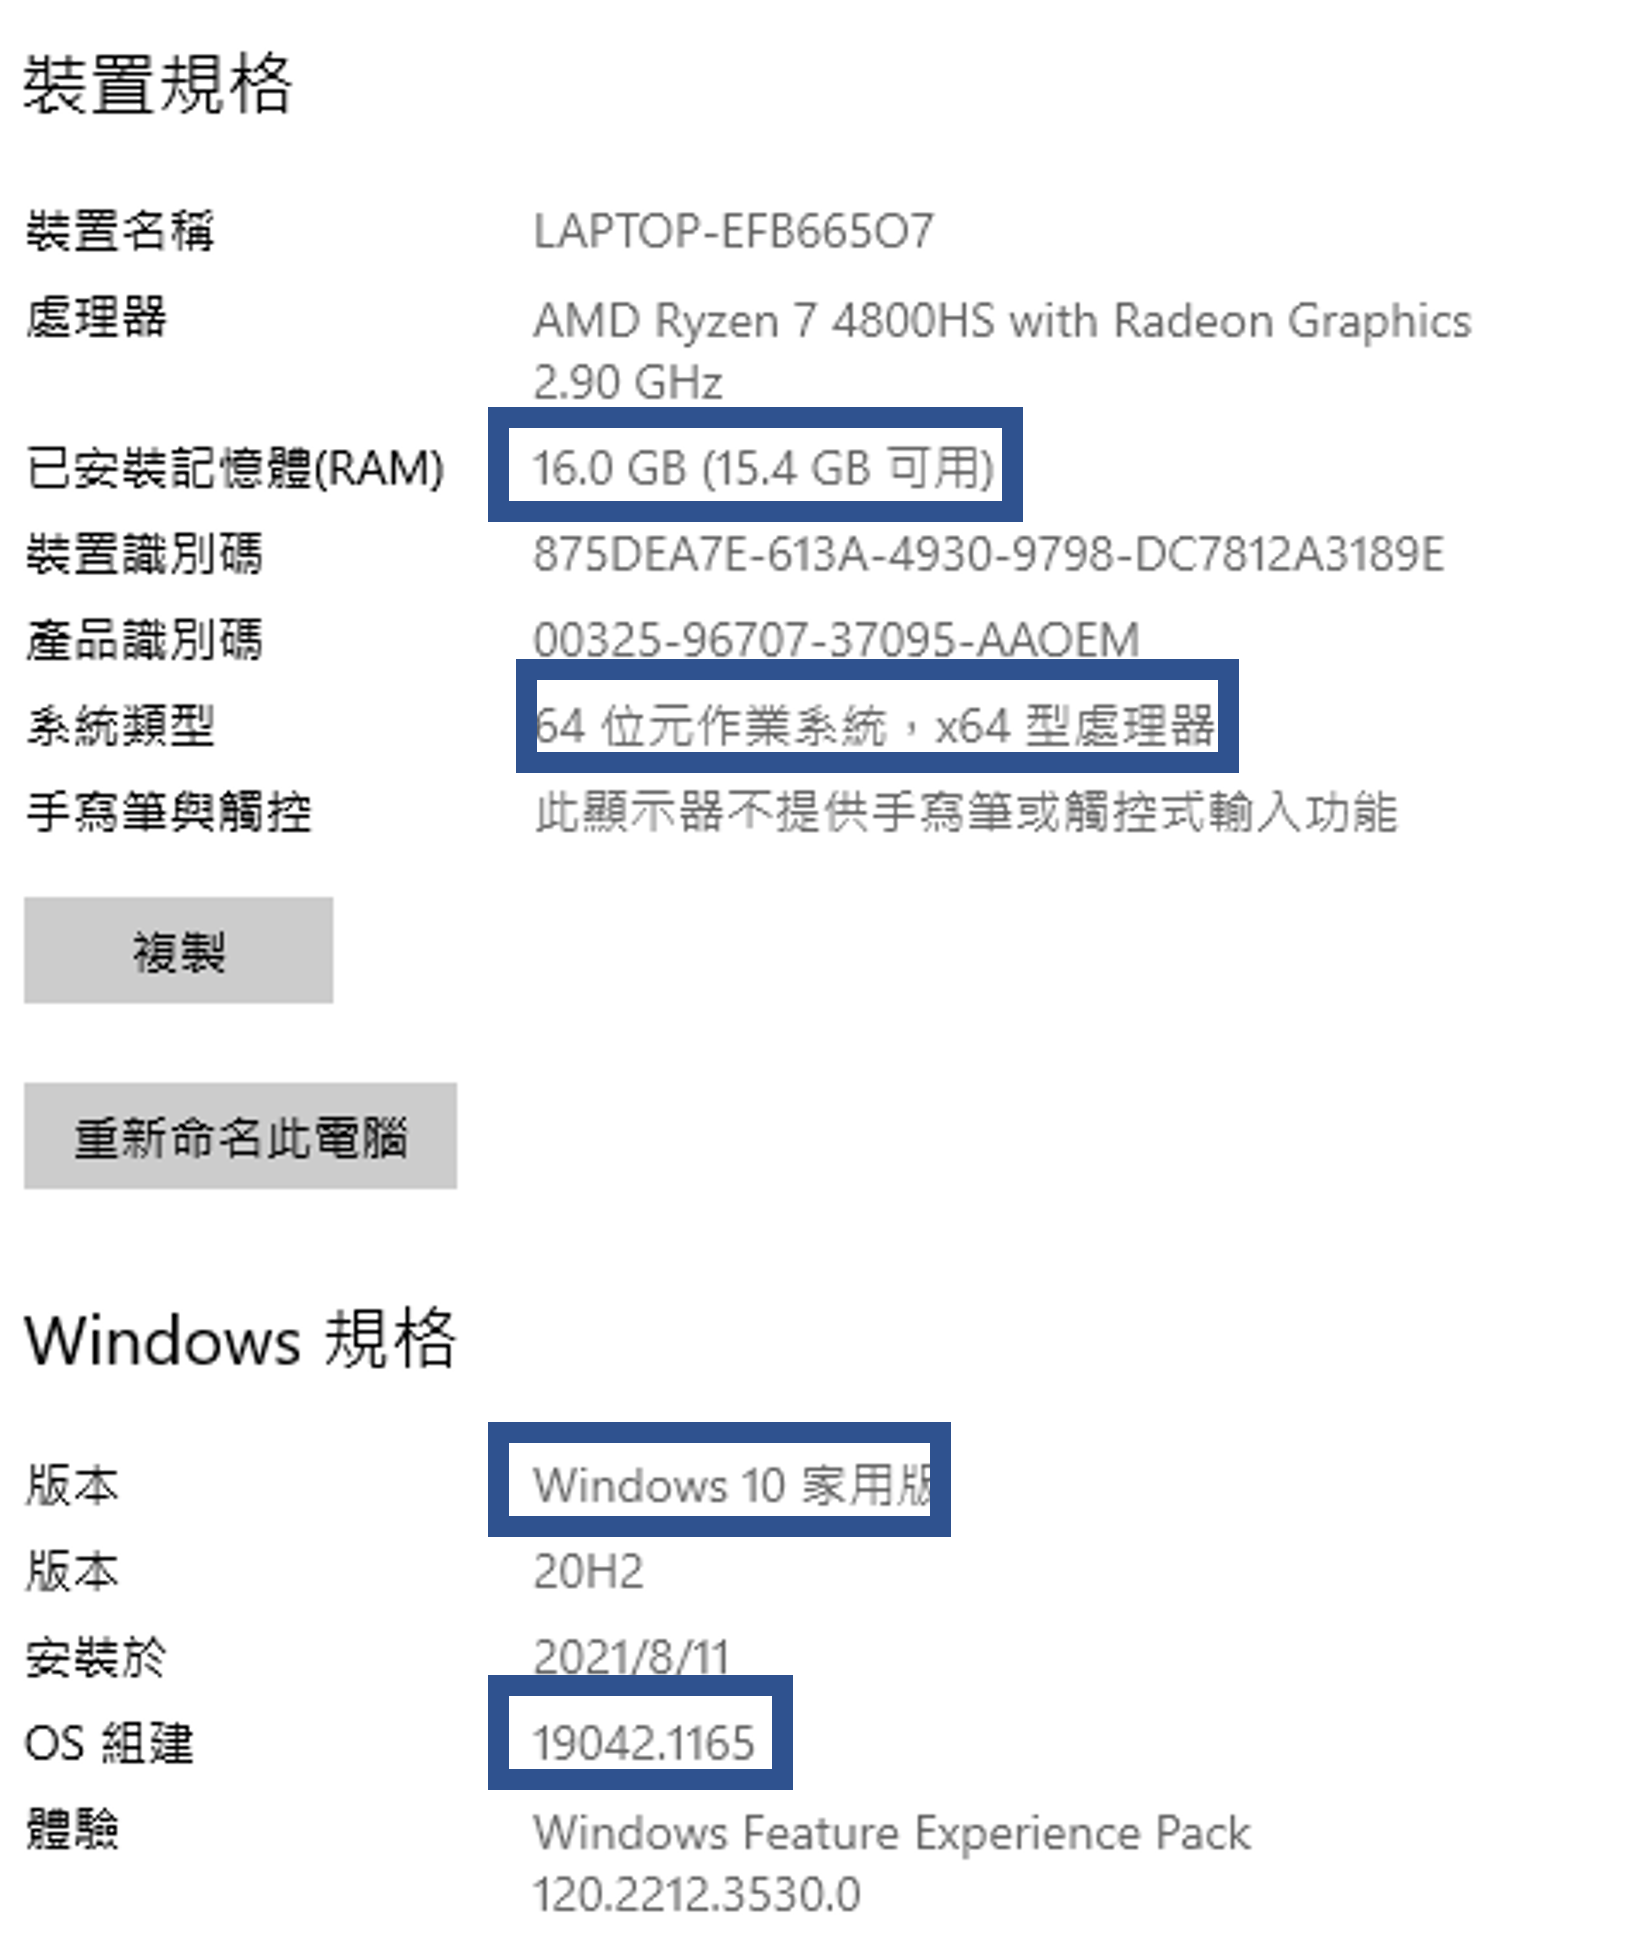 裝置規格
裝置名稱 LAPTOP-EFB665O7
處理器 AMD Ryzen 7 4800HS with Radeon Graphics
2.90 GHz
已安裝記憶體(RAM) 16.0 GB (15.4 GB 可用)
裝置識別碼 875DEA7E-613A-4930-9798-DC7812A3189E
產品識別碼 00325-96707-37095-AAOEM
系統類型 64 位元作業系統，x64 型處理器
手寫筆與觸控 此顯示器不提供手寫筆或觸控式輸入功能
複製
重新命名此電腦
Windows 規格
版本 Windows 10 家用版
版本 20H2
安裝於 2021/8/11
OS 組建 19042.1165
體驗 Windows Feature Experience Pack
120.2212.3530.0